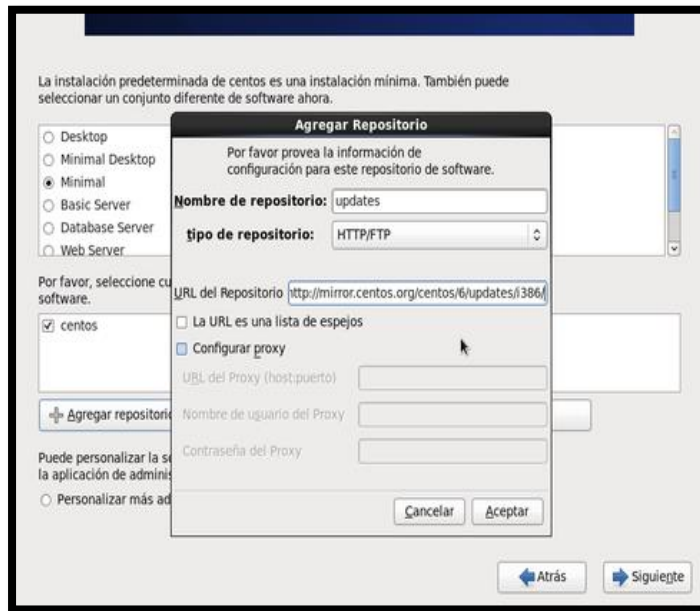 La instalación predeterminada de centos es una instalación mínima. También puede
seleccionar un conjunto diferente de software ahora.
Desktop
Minimal Desktop
Minimal
Basic Server
Database Server
Web Server
Agregar Repositorio
Por favor provea la información de
configuración para este repositorio de software.
Nombre de repositorio: updates
tipo de repositorio: HTTP/FTP
URL del Repositorio http://mirror.centos.org/centos/6/updates/i386/
La URL es una lista de espejos
Configurar proxy
URL del Proxy (host:puerto)
Nombre de usuario del Proxy
Contraseña del Proxy
Cancelar
Aceptar
Por favor, seleccione
software.
centos
Agregar
Puede personalizar la
la aplicación de
Personalizar más
Atrás
Siguiente